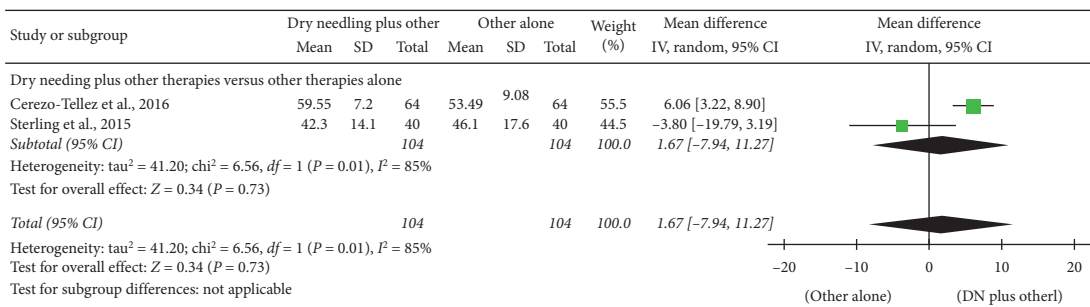 Study or subgroup Dry needling plus other Other alone Weight (%) Mean difference IV, random, 95% CI Mean difference IV, random, 95% CI
Mean SD Total Mean SD Total
Dry needing plus other therapies versus other therapies alone
Cerezo-Tellez et al., 2016 59.55 7.2 64 53.49 9.08 64 55.5 6.06 [3.22, 8.90]
Sterling et al., 2015 42.3 14.1 40 46.1 17.6 40 44.5 –3.80 [–19.79, 3.19]
Subtotal (95% CI) 104 104 100.0 1.67 [–7.94, 11.27]
Heterogeneity: tau² = 41.20; chi² = 6.56, df = 1 (P = 0.01), I² = 85%
Test for overall effect: Z = 0.34 (P = 0.73)
Total (95% CI) 104 104 100.0 1.67 [–7.94, 11.27]
Heterogeneity: tau² = 41.20; chi² = 6.56, df = 1 (P = 0.01), I² = 85%
Test for overall effect: Z = 0.34 (P = 0.73)
Test for subgroup differences: not applicable
–20 –10 0 10 20
(Other alone) (DN plus otherl)